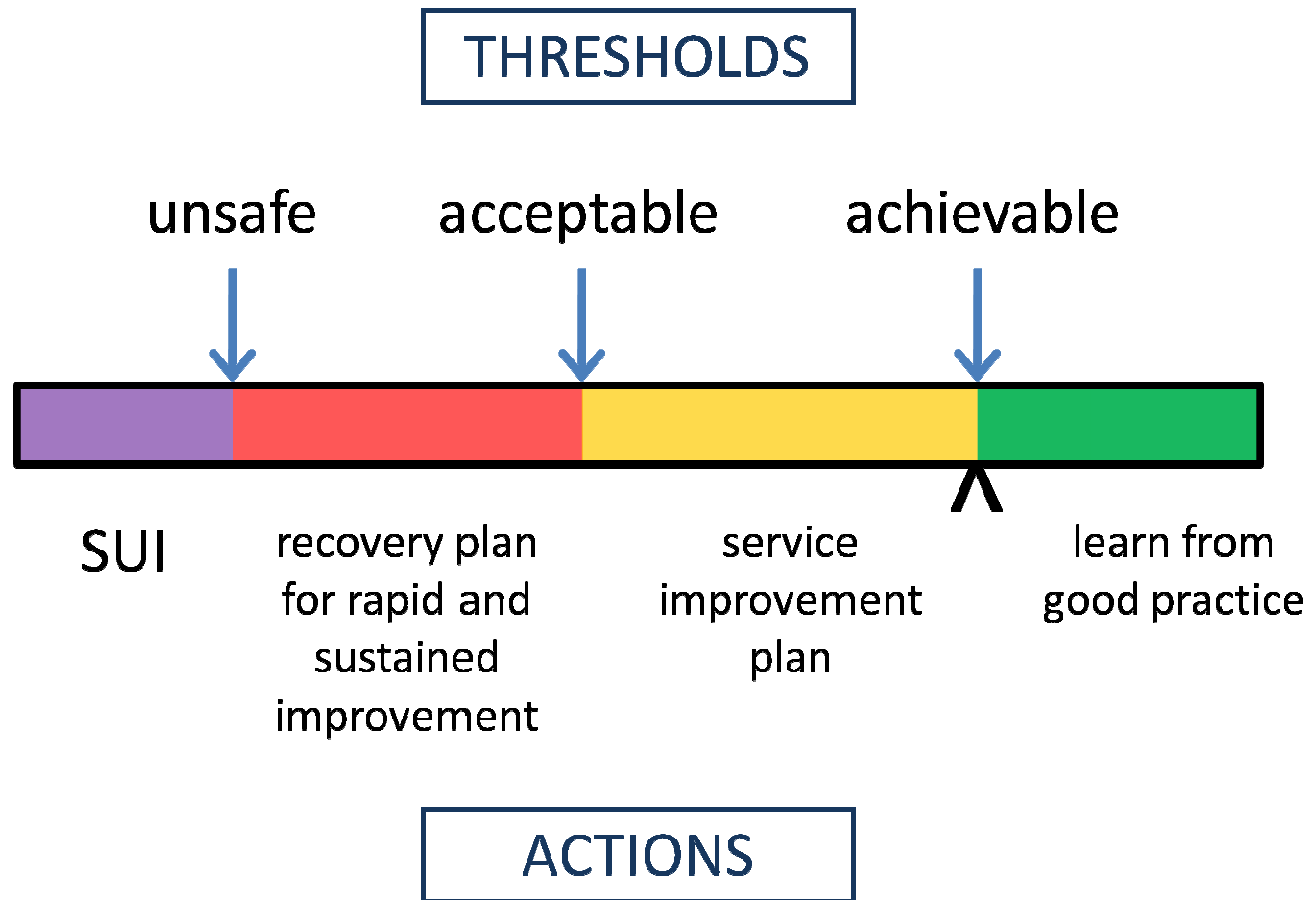 THRESHOLDS
unsafe
acceptable
achievable
SUI
recovery plan
for rapid and
sustained
improvement
service
improvement
plan
learn from
good practice
ACTIONS